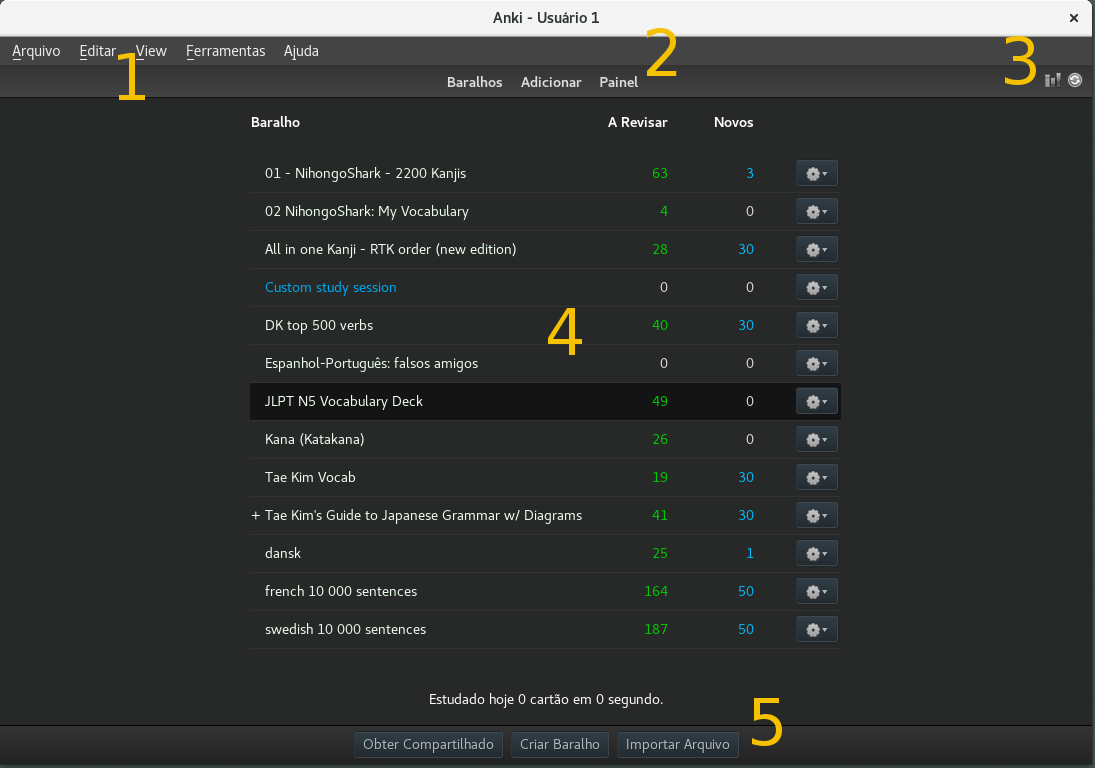 Anki - Usuário 1
Arquivo Editar View Ferramentas Ajuda
1
2
3
Baralhos Adicionar Painel
Baralho A Revisar Novos
01 - NihongoShark - 2200 Kanjis 63 3
02 NihongoShark: My Vocabulary 4 0
All in one Kanji - RTK order (new edition) 28 30
Custom study session 0 0
DK top 500 verbs 40 30
4
Espanhol-Português: falsos amigos 0 0
JLPT N5 Vocabulary Deck 49 0
Kana (Katakana) 26 0
Tae Kim Vocab 19 30
+ Tae Kim's Guide to Japanese Grammar w/ Diagrams 41 30
dansk 25 1
french 10 000 sentences 164 50
swedish 10 000 sentences 187 50
Estudado hoje 0 cartão em 0 segundo.
5
Obter Compartilhado Criar Baralho Importar Arquivo